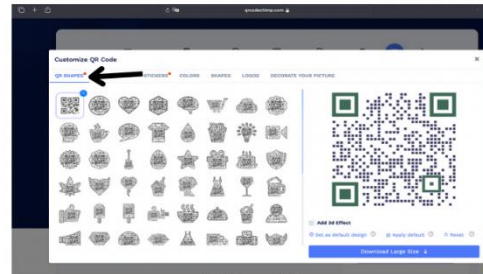 qrcodechimp.com
Customize QR Code
QR SHAPES STICKERS COLORS SHAPES LOGOS DECORATE YOUR PICTURE
Add 3d Effect
Set as default design Apply default Reset
Download Large Size